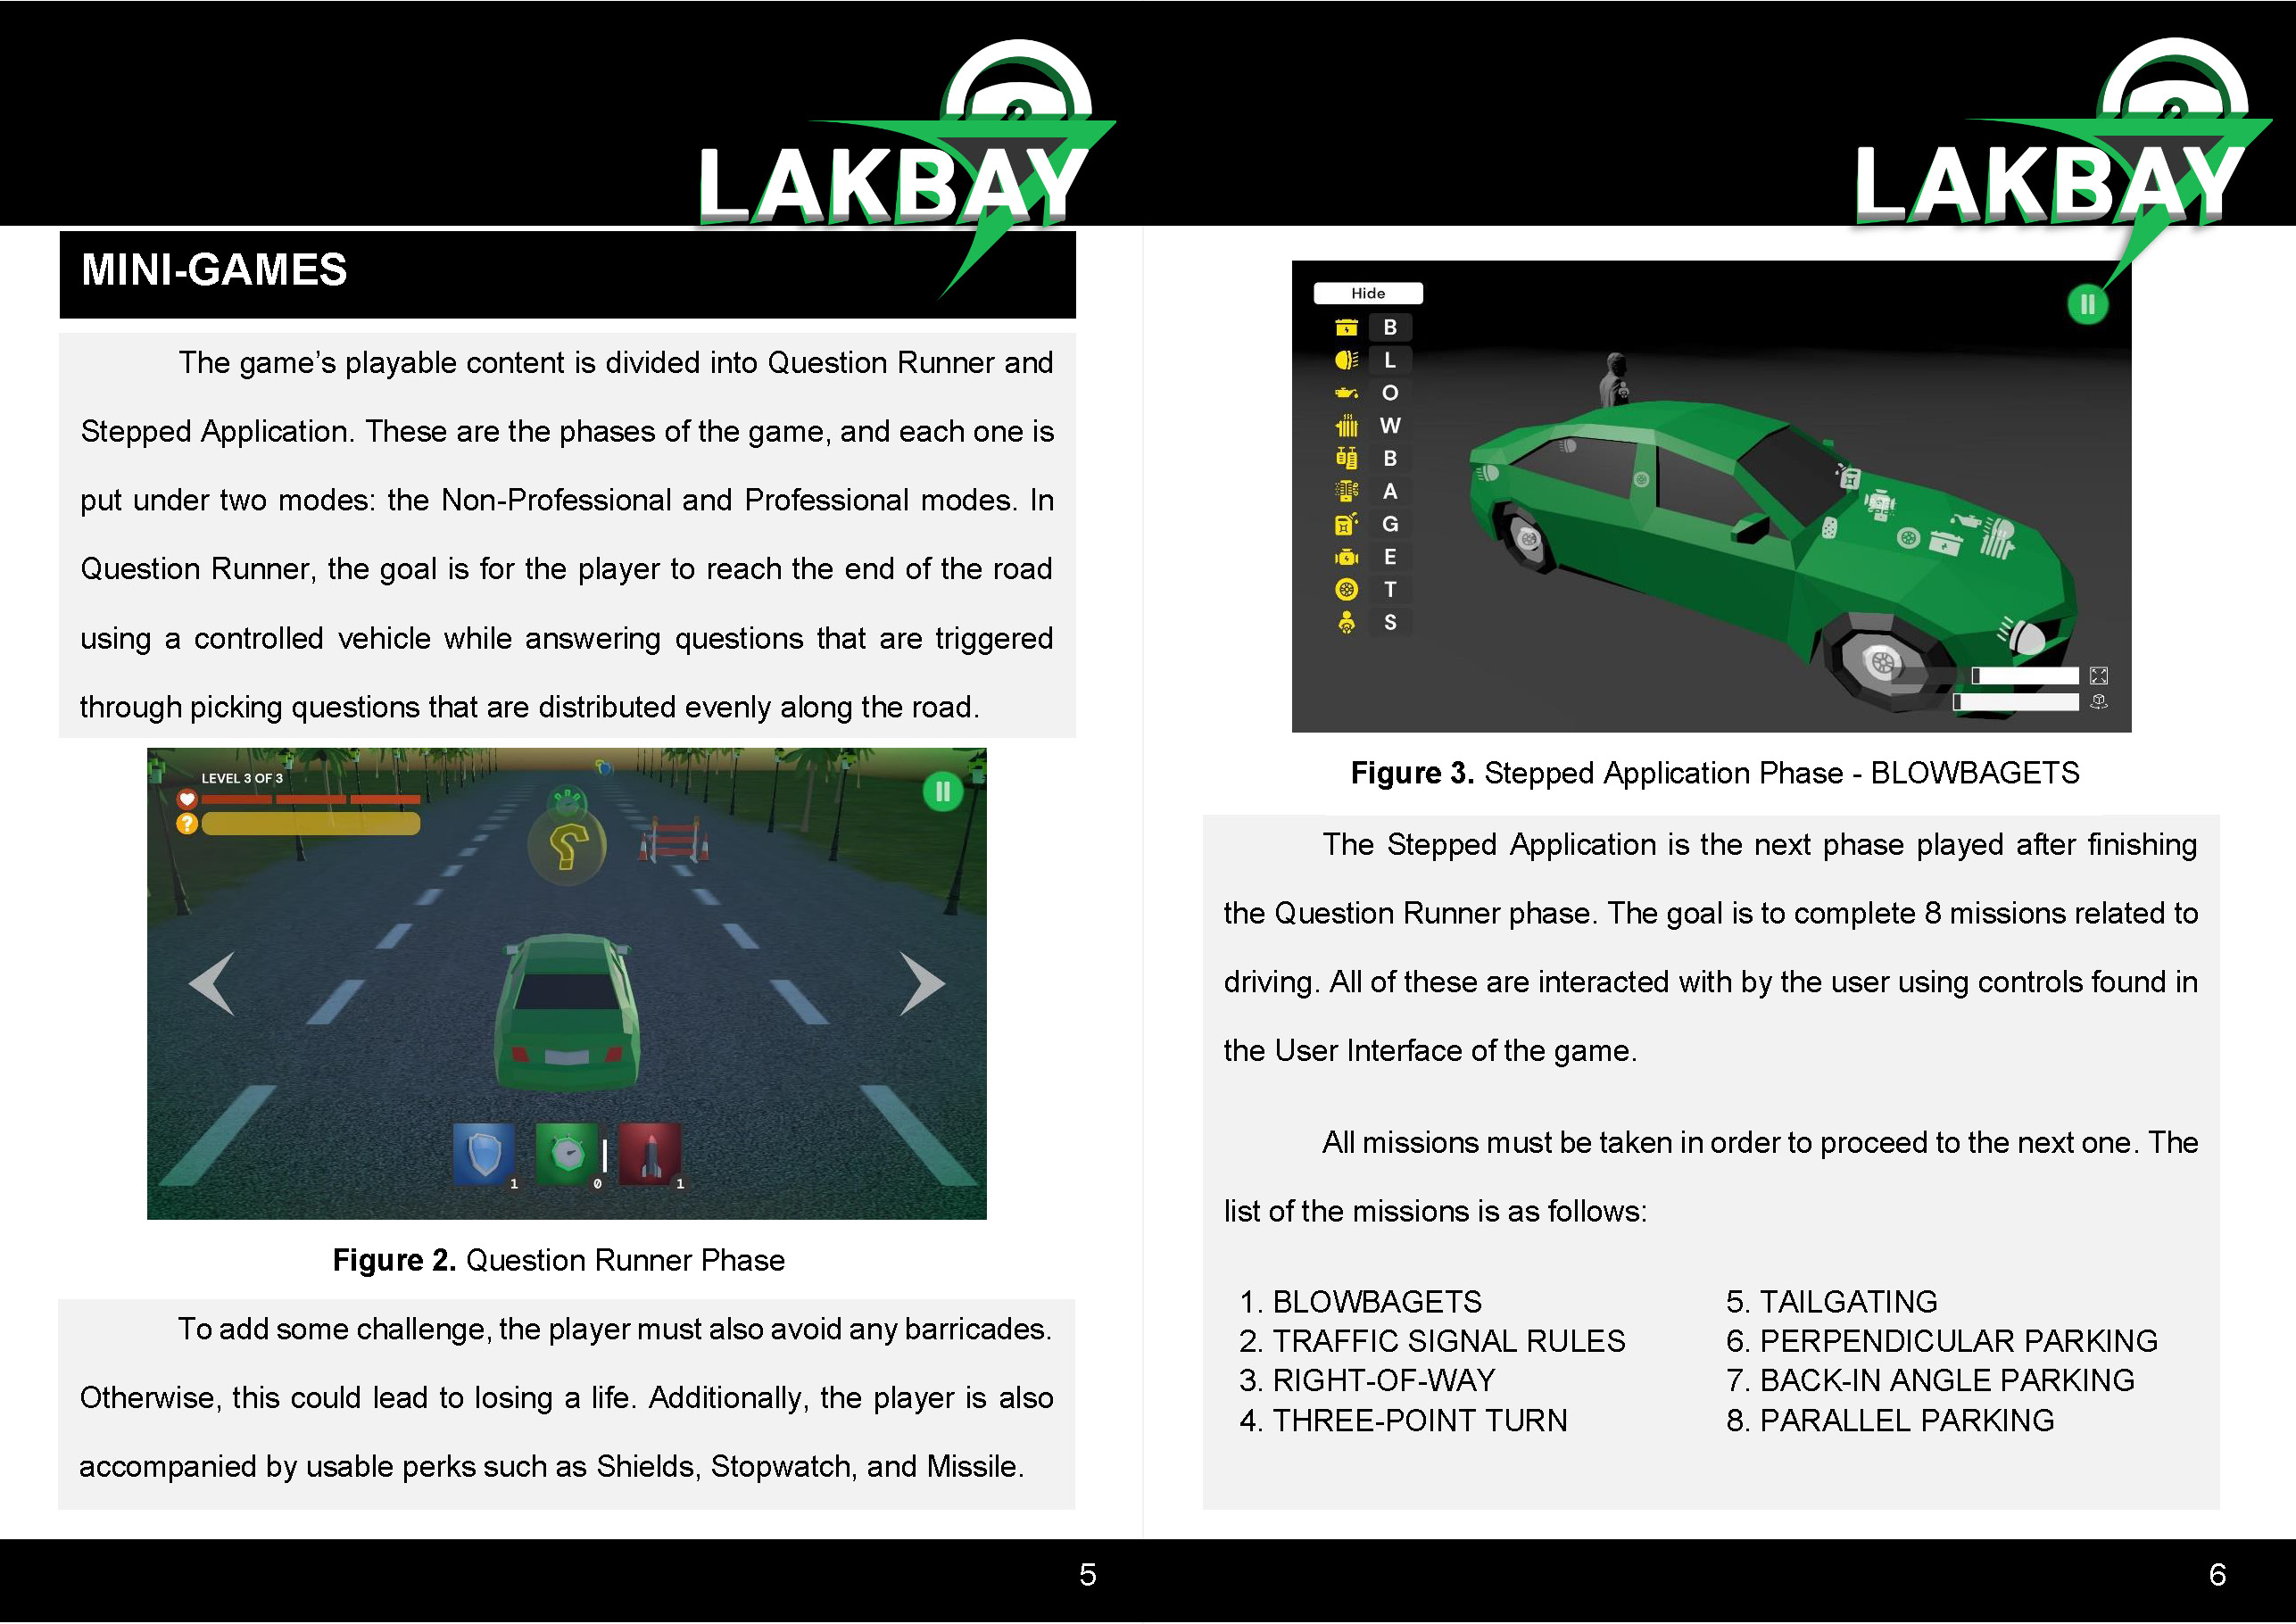 LAKBAY
MINI-GAMES
The game’s playable content is divided into Question Runner and
Stepped Application. These are the phases of the game, and each one is
put under two modes: the Non-Professional and Professional modes. In
Question Runner, the goal is for the player to reach the end of the road
using a controlled vehicle while answering questions that are triggered
through picking questions that are distributed evenly along the road.
LEVEL 3 OF 3
?
?
1
0
1
Figure 2. Question Runner Phase
To add some challenge, the player must also avoid any barricades.
Otherwise, this could lead to losing a life. Additionally, the player is also
accompanied by usable perks such as Shields, Stopwatch, and Missile.
5
LAKBAY
Hide
B
L
O
W
B
A
G
E
T
S
Figure 3. Stepped Application Phase - BLOWBAGETS
The Stepped Application is the next phase played after finishing
the Question Runner phase. The goal is to complete 8 missions related to
driving. All of these are interacted with by the user using controls found in
the User Interface of the game.
All missions must be taken in order to proceed to the next one. The
list of the missions is as follows:
1. BLOWBAGETS
2. TRAFFIC SIGNAL RULES
3. RIGHT-OF-WAY
4. THREE-POINT TURN
5. TAILGATING
6. PERPENDICULAR PARKING
7. BACK-IN ANGLE PARKING
8. PARALLEL PARKING
6